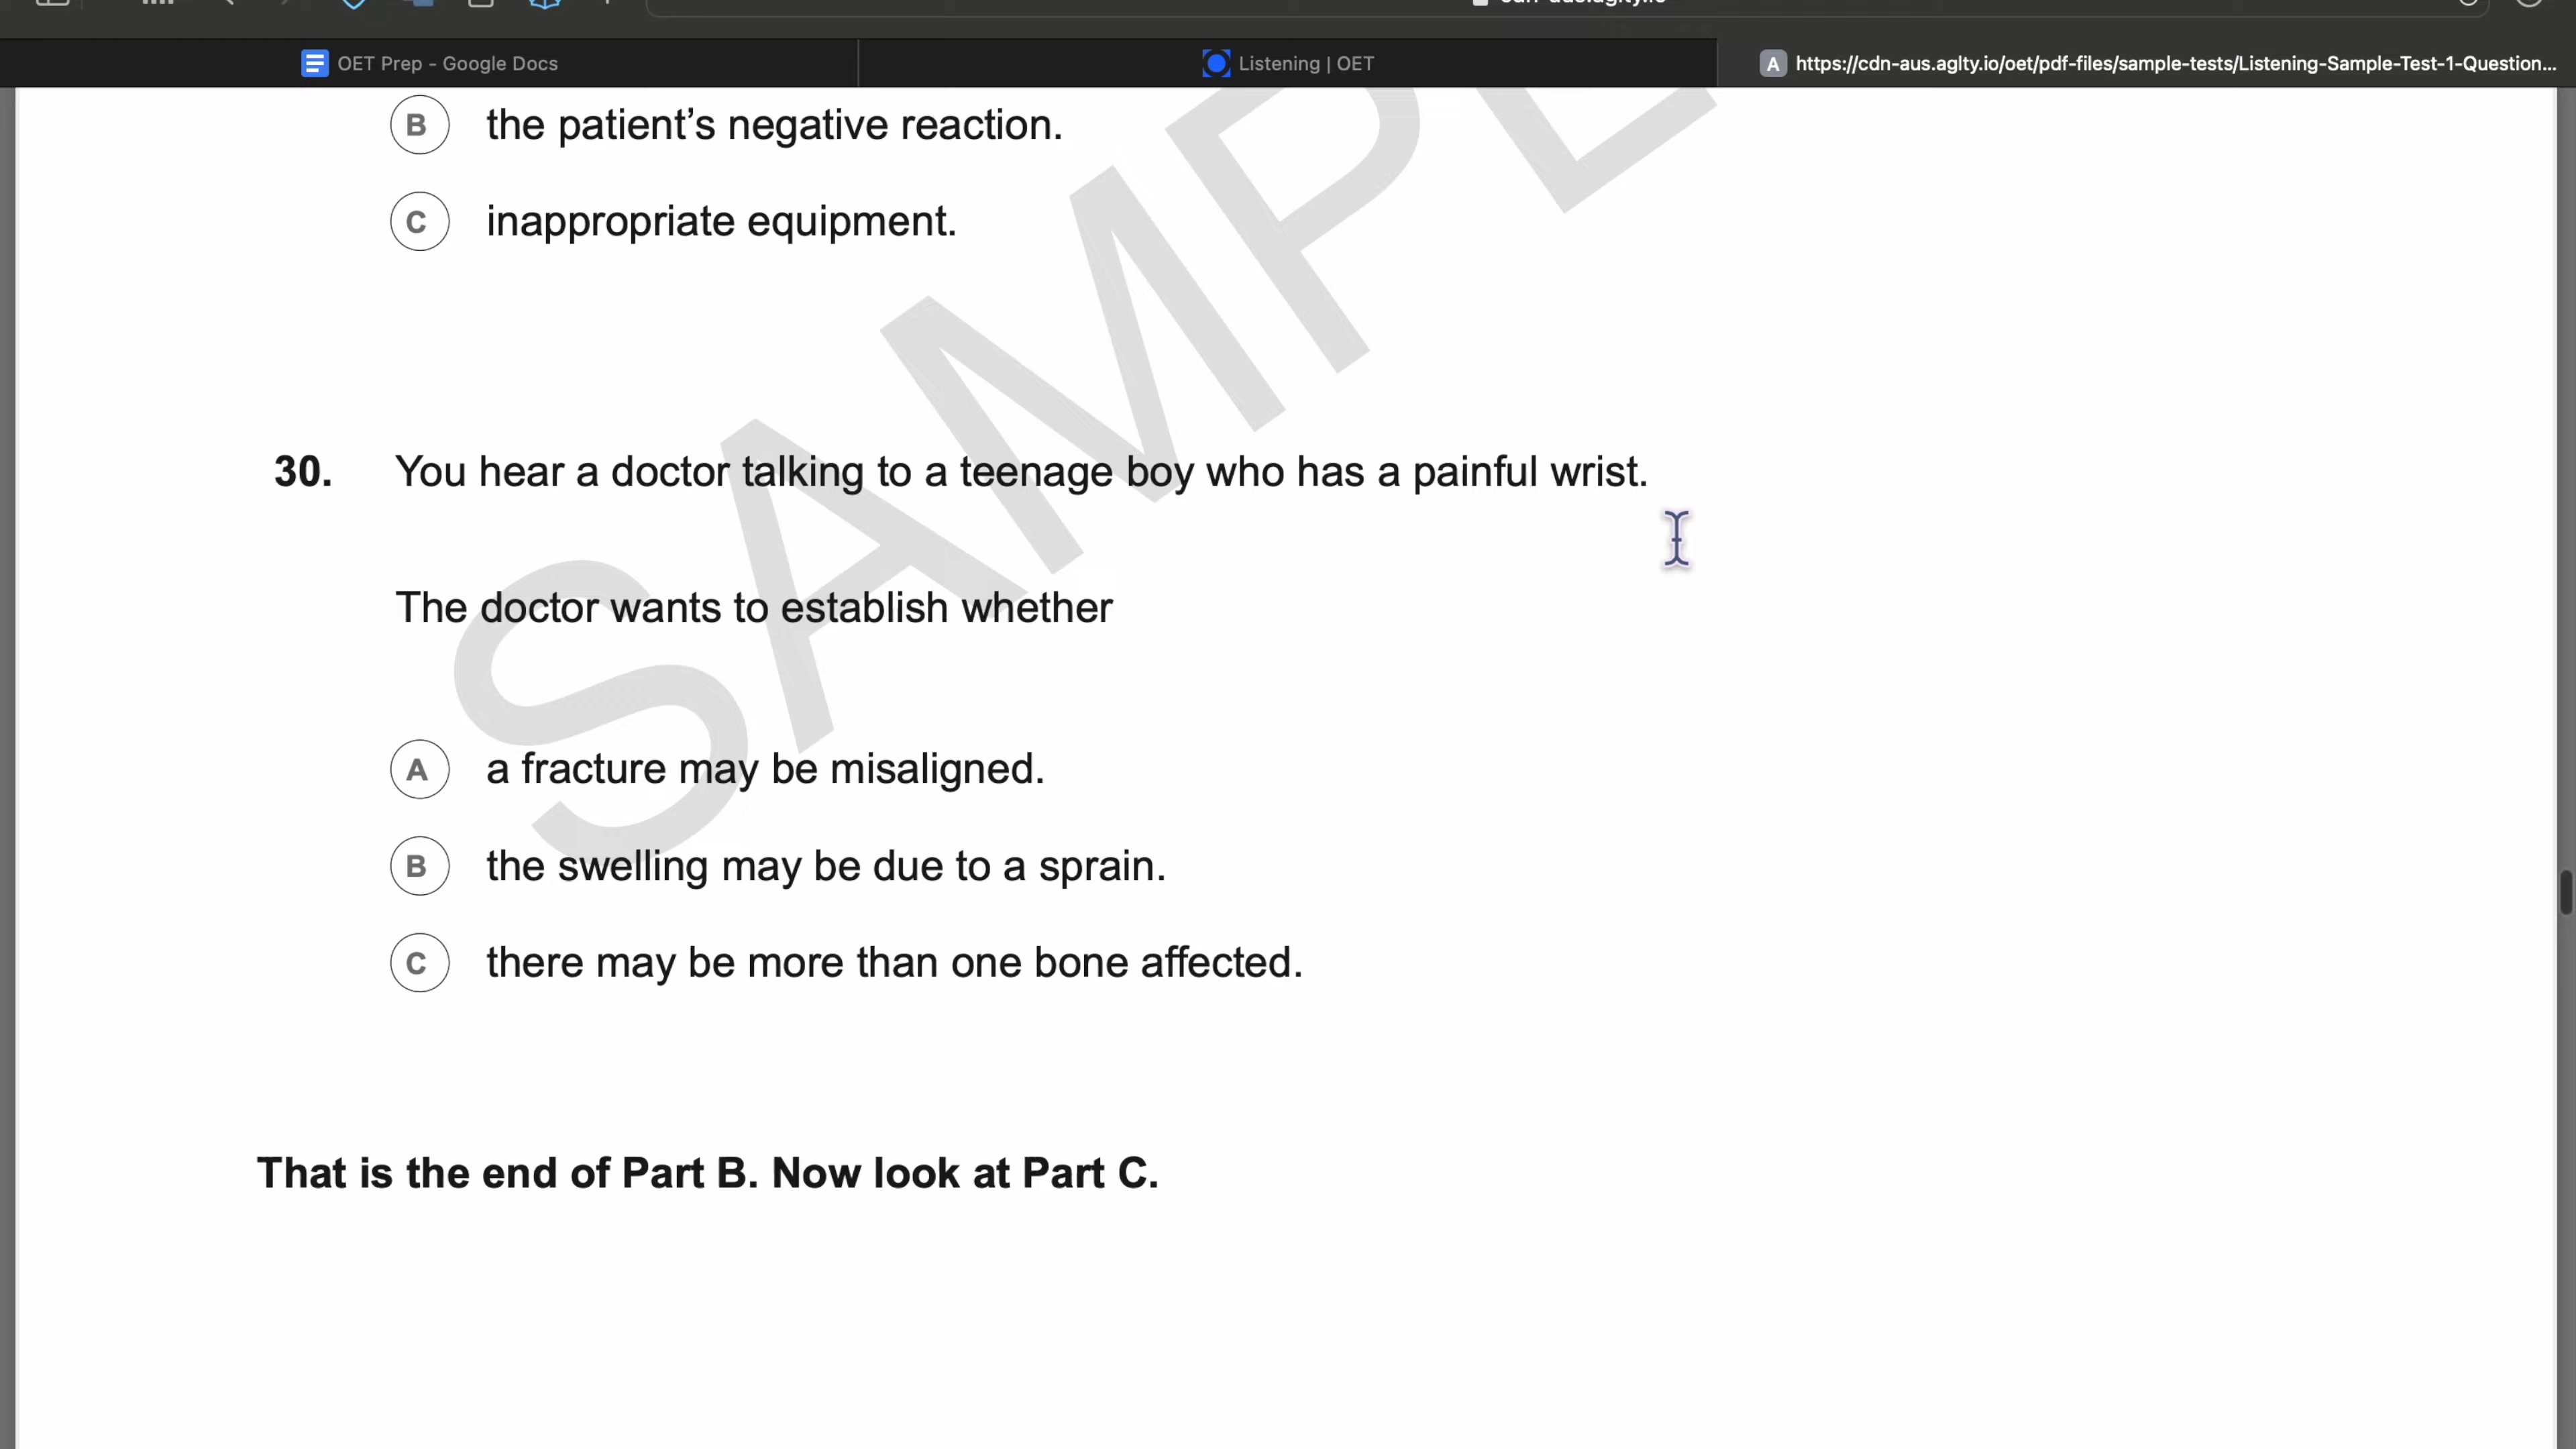 OET Prep - Google Docs
Listening | OET
A https://cdn-aus.aglty.io/oet/pdf-files/sample-tests/Listening-Sample-Test-1-Question...
B the patient’s negative reaction.
C inappropriate equipment.
30. You hear a doctor talking to a teenage boy who has a painful wrist.
The doctor wants to establish whether
A a fracture may be misaligned.
B the swelling may be due to a sprain.
C there may be more than one bone affected.
That is the end of Part B. Now look at Part C.
SAMPL